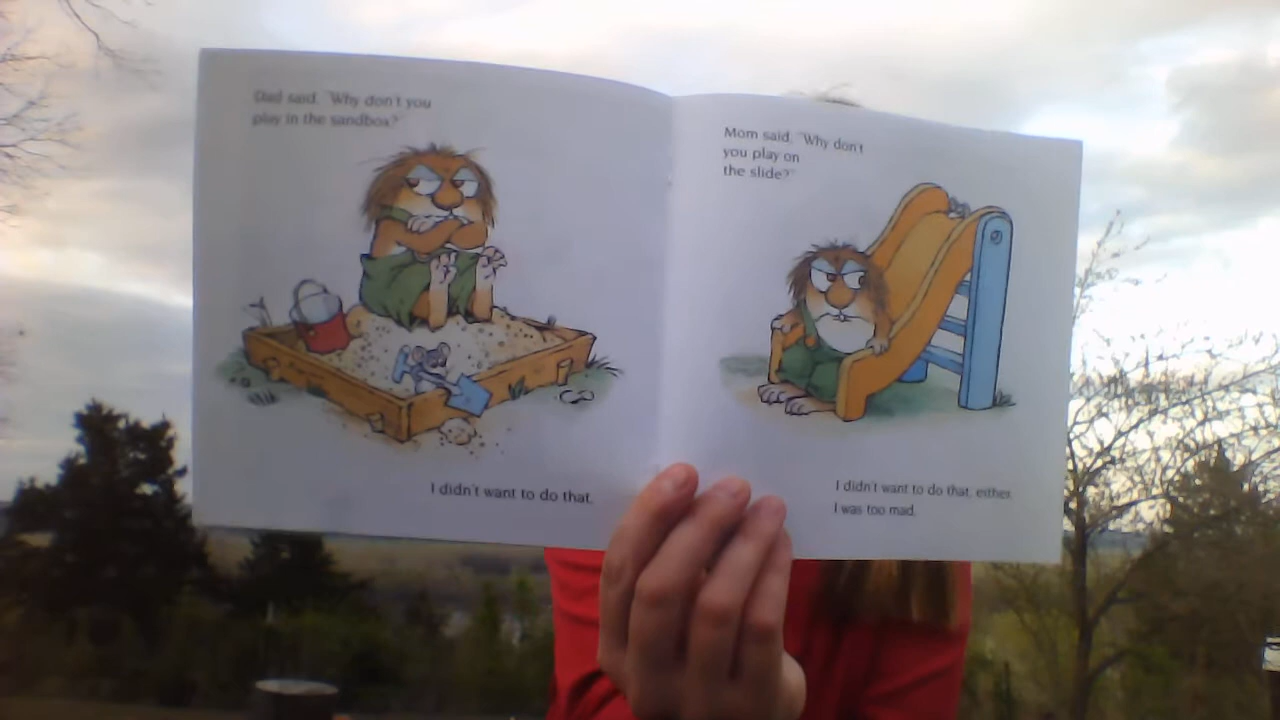 Dad said, "Why don't you
play in the sandbox?"
I didn't want to do that.
Mom said, "Why don't
you play on
the slide?"
I didn't want to do that, either.
I was too mad.